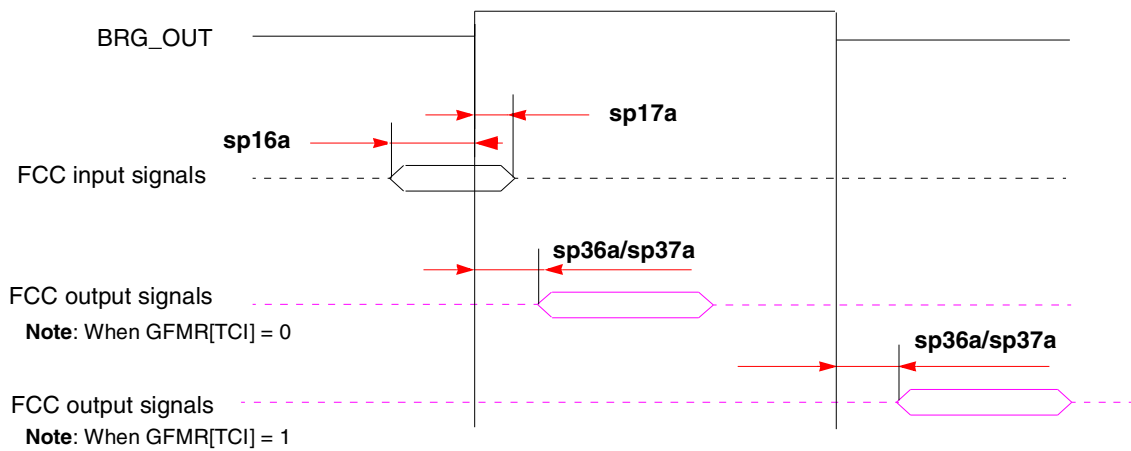 BRG_OUT
sp17a
sp16a
FCC input signals
sp36a/sp37a
FCC output signals
Note: When GFMR[TCI] = 0
sp36a/sp37a
FCC output signals
Note: When GFMR[TCI] = 1